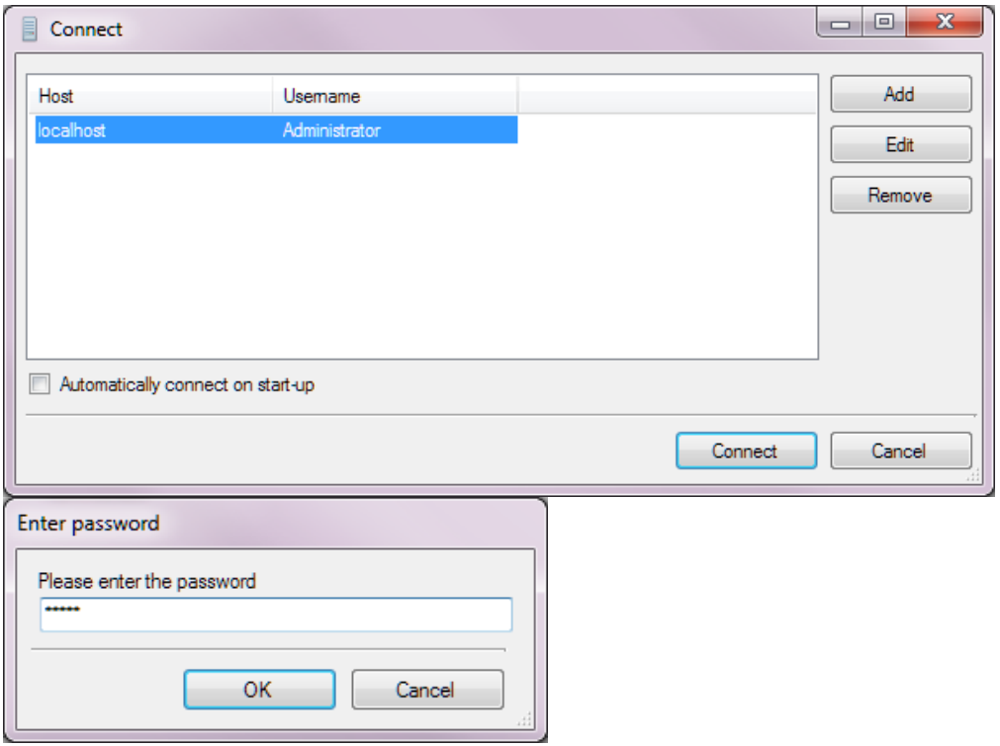 Connect
Host Username
localhost Administrator
Add
Edit
Remove
Automatically connect on start-up
Connect Cancel
Enter password
Please enter the password
*****
OK Cancel